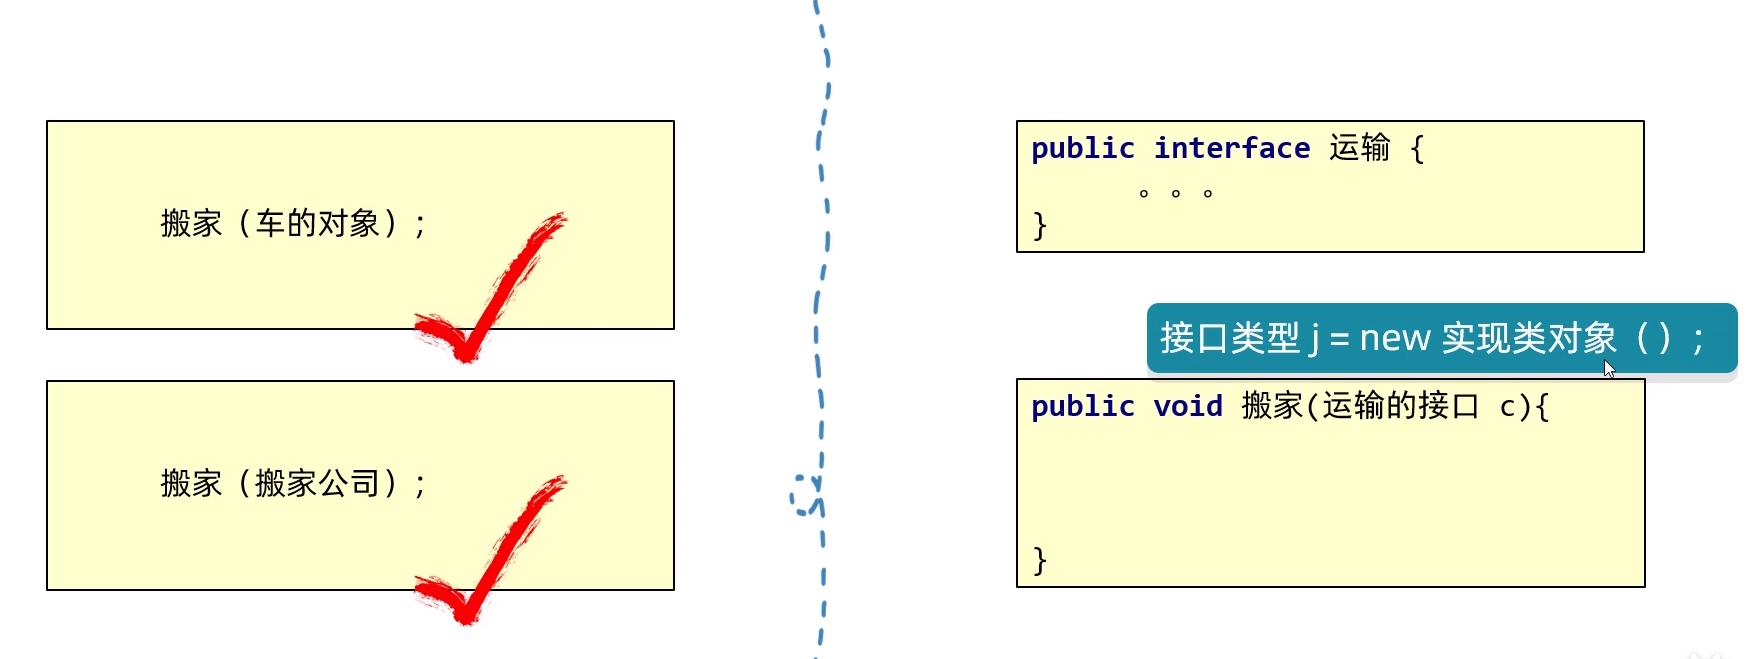 搬家（车的对象）;
搬家（搬家公司）;
public interface 运输 {
。。。
}
接口类型 j = new 实现类对象（）;
public void 搬家(运输的接口 c){
}